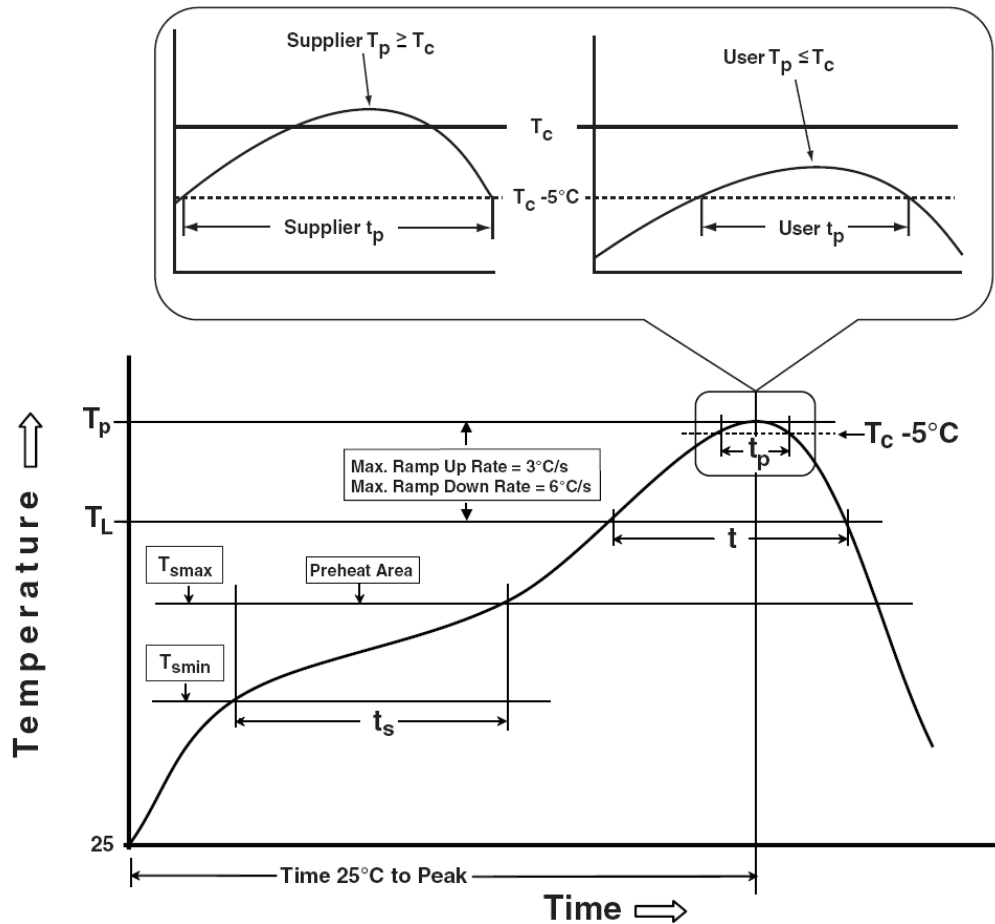 Supplier Tp ≥ Tc
User Tp ≤ Tc
Tc
Tc -5°C
Supplier tp
User tp
Tp
Tc -5°C
tp
Max. Ramp Up Rate = 3°C/s
Max. Ramp Down Rate = 6°C/s
TL
t
Tsmax
Preheat Area
Tsmin
ts
Temperature
25
Time 25°C to Peak
Time